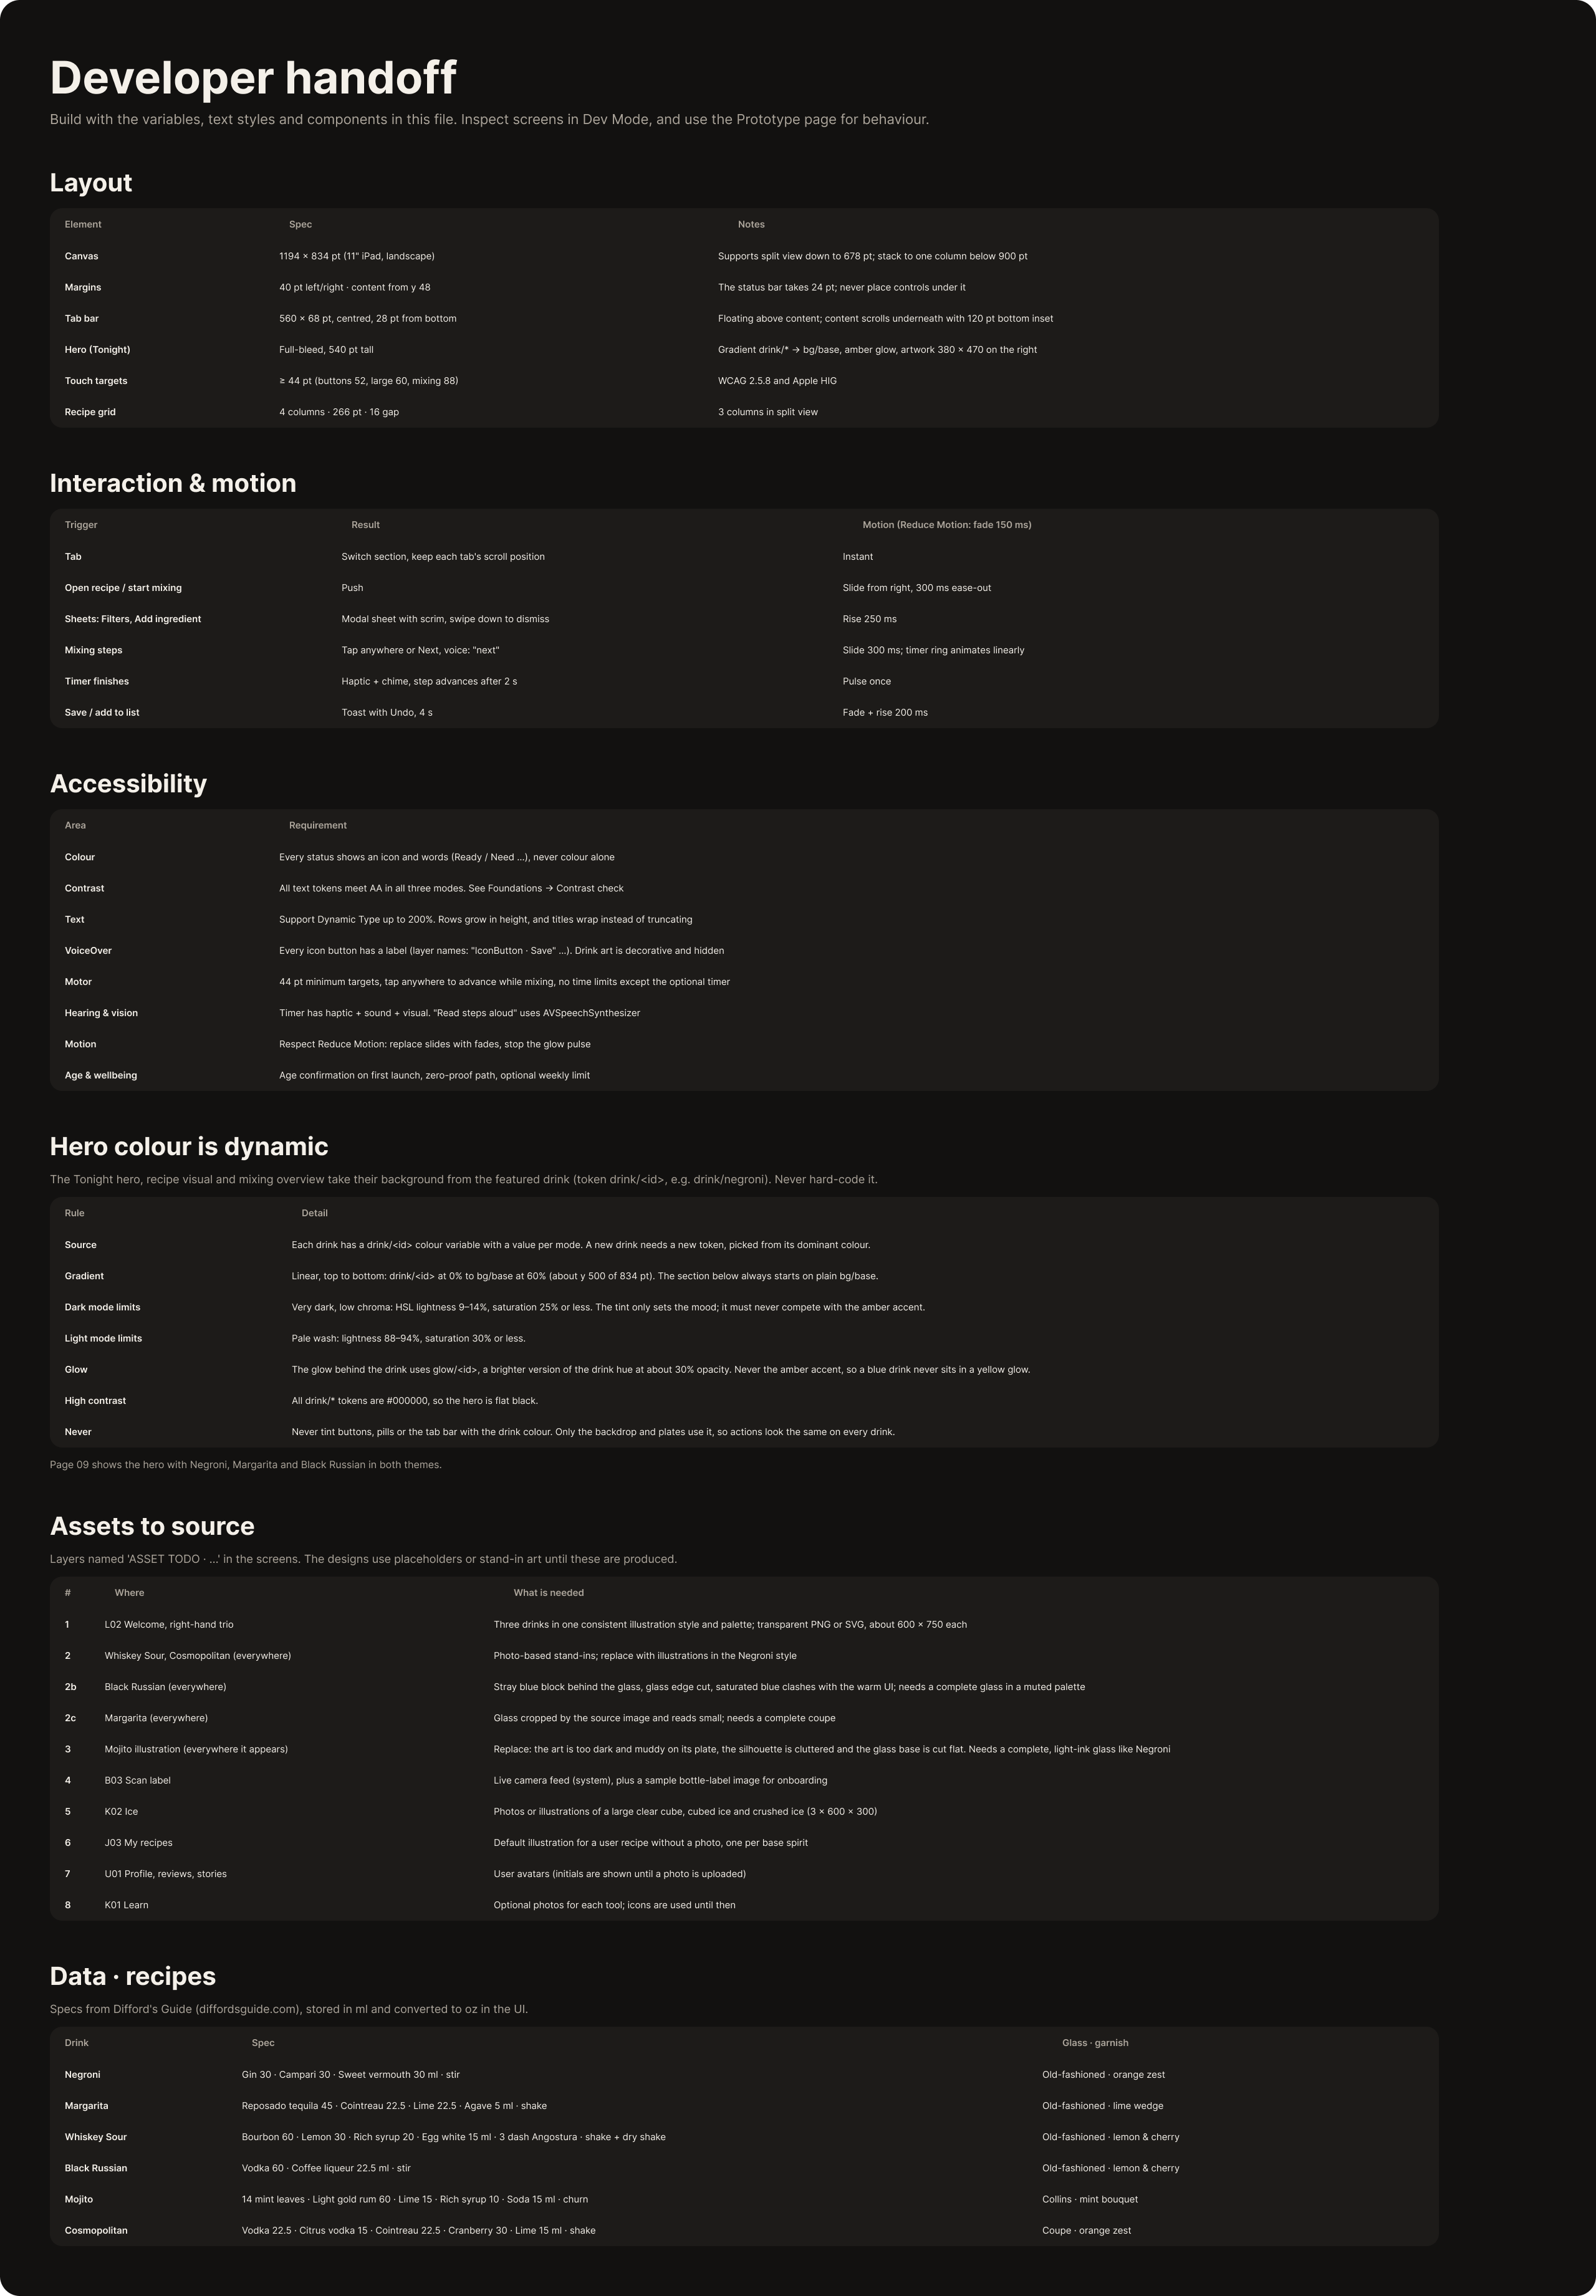 Developer handoff
Build with the variables, text styles and components in this file. Inspect screens in Dev Mode, and use the Prototype page for behaviour.
Layout
Element Spec Notes
Canvas 1194 × 834 pt (11" iPad, landscape) Supports split view down to 678 pt; stack to one column below 900 pt
Margins 40 pt left/right · content from y 48 The status bar takes 24 pt; never place controls under it
Tab bar 560 × 68 pt, centred, 28 pt from bottom Floating above content; content scrolls underneath with 120 pt bottom inset
Hero (Tonight) Full-bleed, 540 pt tall Gradient drink/* → bg/base, amber glow, artwork 380 × 470 on the right
Touch targets ≥ 44 pt (buttons 52, large 60, mixing 88) WCAG 2.5.8 and Apple HIG
Recipe grid 4 columns · 266 pt · 16 gap 3 columns in split view
Interaction & motion
Trigger Result Motion (Reduce Motion: fade 150 ms)
Tab Switch section, keep each tab's scroll position Instant
Open recipe / start mixing Push Slide from right, 300 ms ease-out
Sheets: Filters, Add ingredient Modal sheet with scrim, swipe down to dismiss Rise 250 ms
Mixing steps Tap anywhere or Next, voice: "next" Slide 300 ms; timer ring animates linearly
Timer finishes Haptic + chime, step advances after 2 s Pulse once
Save / add to list Toast with Undo, 4 s Fade + rise 200 ms
Accessibility
Area Requirement
Colour Every status shows an icon and words (Ready / Need …), never colour alone
Contrast All text tokens meet AA in all three modes. See Foundations → Contrast check
Text Support Dynamic Type up to 200%. Rows grow in height, and titles wrap instead of truncating
VoiceOver Every icon button has a label (layer names: "IconButton · Save" …). Drink art is decorative and hidden
Motor 44 pt minimum targets, tap anywhere to advance while mixing, no time limits except the optional timer
Hearing & vision Timer has haptic + sound + visual. "Read steps aloud" uses AVSpeechSynthesizer
Motion Respect Reduce Motion: replace slides with fades, stop the glow pulse
Age & wellbeing Age confirmation on first launch, zero-proof path, optional weekly limit
Hero colour is dynamic
The Tonight hero, recipe visual and mixing overview take their background from the featured drink (token drink/<id>, e.g. drink/negroni). Never hard-code it.
Rule Detail
Source Each drink has a drink/<id> colour variable with a value per mode. A new drink needs a new token, picked from its dominant colour.
Gradient Linear, top to bottom: drink/<id> at 0% to bg/base at 60% (about y 500 of 834 pt). The section below always starts on plain bg/base.
Dark mode limits Very dark, low chroma: HSL lightness 9–14%, saturation 25% or less. The tint only sets the mood; it must never compete with the amber accent.
Light mode limits Pale wash: lightness 88–94%, saturation 30% or less.
Glow The glow behind the drink uses glow/<id>, a brighter version of the drink hue at about 30% opacity. Never the amber accent, so a blue drink never sits in a yellow glow.
High contrast All drink/* tokens are #000000, so the hero is flat black.
Never Never tint buttons, pills or the tab bar with the drink colour. Only the backdrop and plates use it, so actions look the same on every drink.
Page 09 shows the hero with Negroni, Margarita and Black Russian in both themes.
Assets to source
Layers named 'ASSET TODO · …' in the screens. The designs use placeholders or stand-in art until these are produced.
# Where What is needed
1 L02 Welcome, right-hand trio Three drinks in one consistent illustration style and palette; transparent PNG or SVG, about 600 × 750 each
2 Whiskey Sour, Cosmopolitan (everywhere) Photo-based stand-ins; replace with illustrations in the Negroni style
2b Black Russian (everywhere) Stray blue block behind the glass, glass edge cut, saturated blue clashes with the warm UI; needs a complete glass in a muted palette
2c Margarita (everywhere) Glass cropped by the source image and reads small; needs a complete coupe
3 Mojito illustration (everywhere it appears) Replace: the art is too dark and muddy on its plate, the silhouette is cluttered and the glass base is cut flat. Needs a complete, light-ink glass like Negroni
4 B03 Scan label Live camera feed (system), plus a sample bottle-label image for onboarding
5 K02 Ice Photos or illustrations of a large clear cube, cubed ice and crushed ice (3 × 600 × 300)
6 J03 My recipes Default illustration for a user recipe without a photo, one per base spirit
7 U01 Profile, reviews, stories User avatars (initials are shown until a photo is uploaded)
8 K01 Learn Optional photos for each tool; icons are used until then
Data · recipes
Specs from Difford's Guide (diffordsguide.com), stored in ml and converted to oz in the UI.
Drink Spec Glass · garnish
Negroni Gin 30 · Campari 30 · Sweet vermouth 30 ml · stir Old-fashioned · orange zest
Margarita Reposado tequila 45 · Cointreau 22.5 · Lime 22.5 · Agave 5 ml · shake Old-fashioned · lime wedge
Whiskey Sour Bourbon 60 · Lemon 30 · Rich syrup 20 · Egg white 15 ml · 3 dash Angostura · shake + dry shake Old-fashioned · lemon & cherry
Black Russian Vodka 60 · Coffee liqueur 22.5 ml · stir Old-fashioned · lemon & cherry
Mojito 14 mint leaves · Light gold rum 60 · Lime 15 · Rich syrup 10 · Soda 15 ml · churn Collins · mint bouquet
Cosmopolitan Vodka 22.5 · Citrus vodka 15 · Cointreau 22.5 · Cranberry 30 · Lime 15 ml · shake Coupe · orange zest